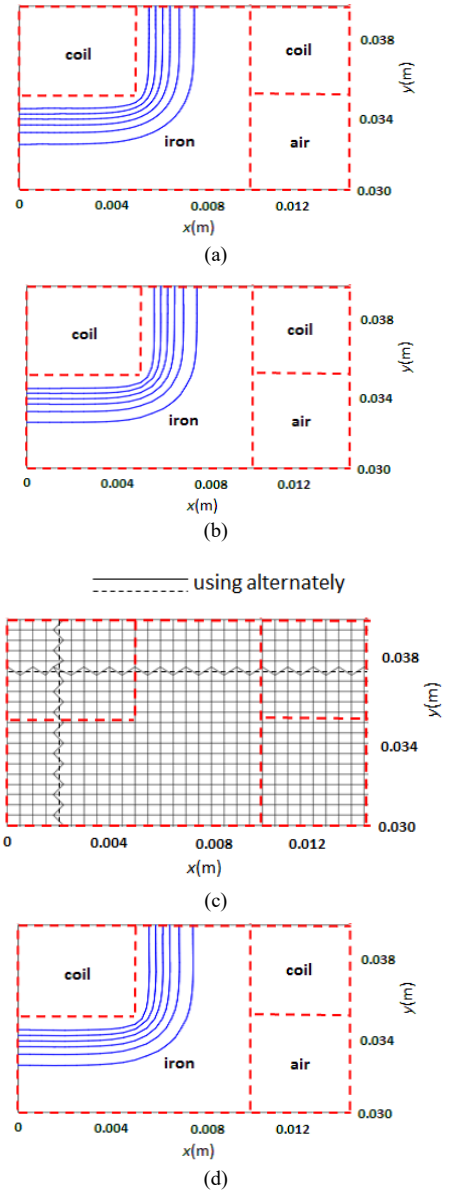 coil
coil
0.038
y(m)
0.034
iron
air
0.030
0
0.004
0.008
0.012
x(m)
(a)
coil
coil
0.038
y(m)
0.034
iron
air
0.030
0
0.004
0.008
0.012
x(m)
(b)
using alternately
0.038
y(m)
0.034
0.030
0
0.004
0.008
0.012
x(m)
(c)
coil
coil
0.038
y(m)
0.034
iron
air
0.030
0
0.004
0.008
0.012
x(m)
(d)